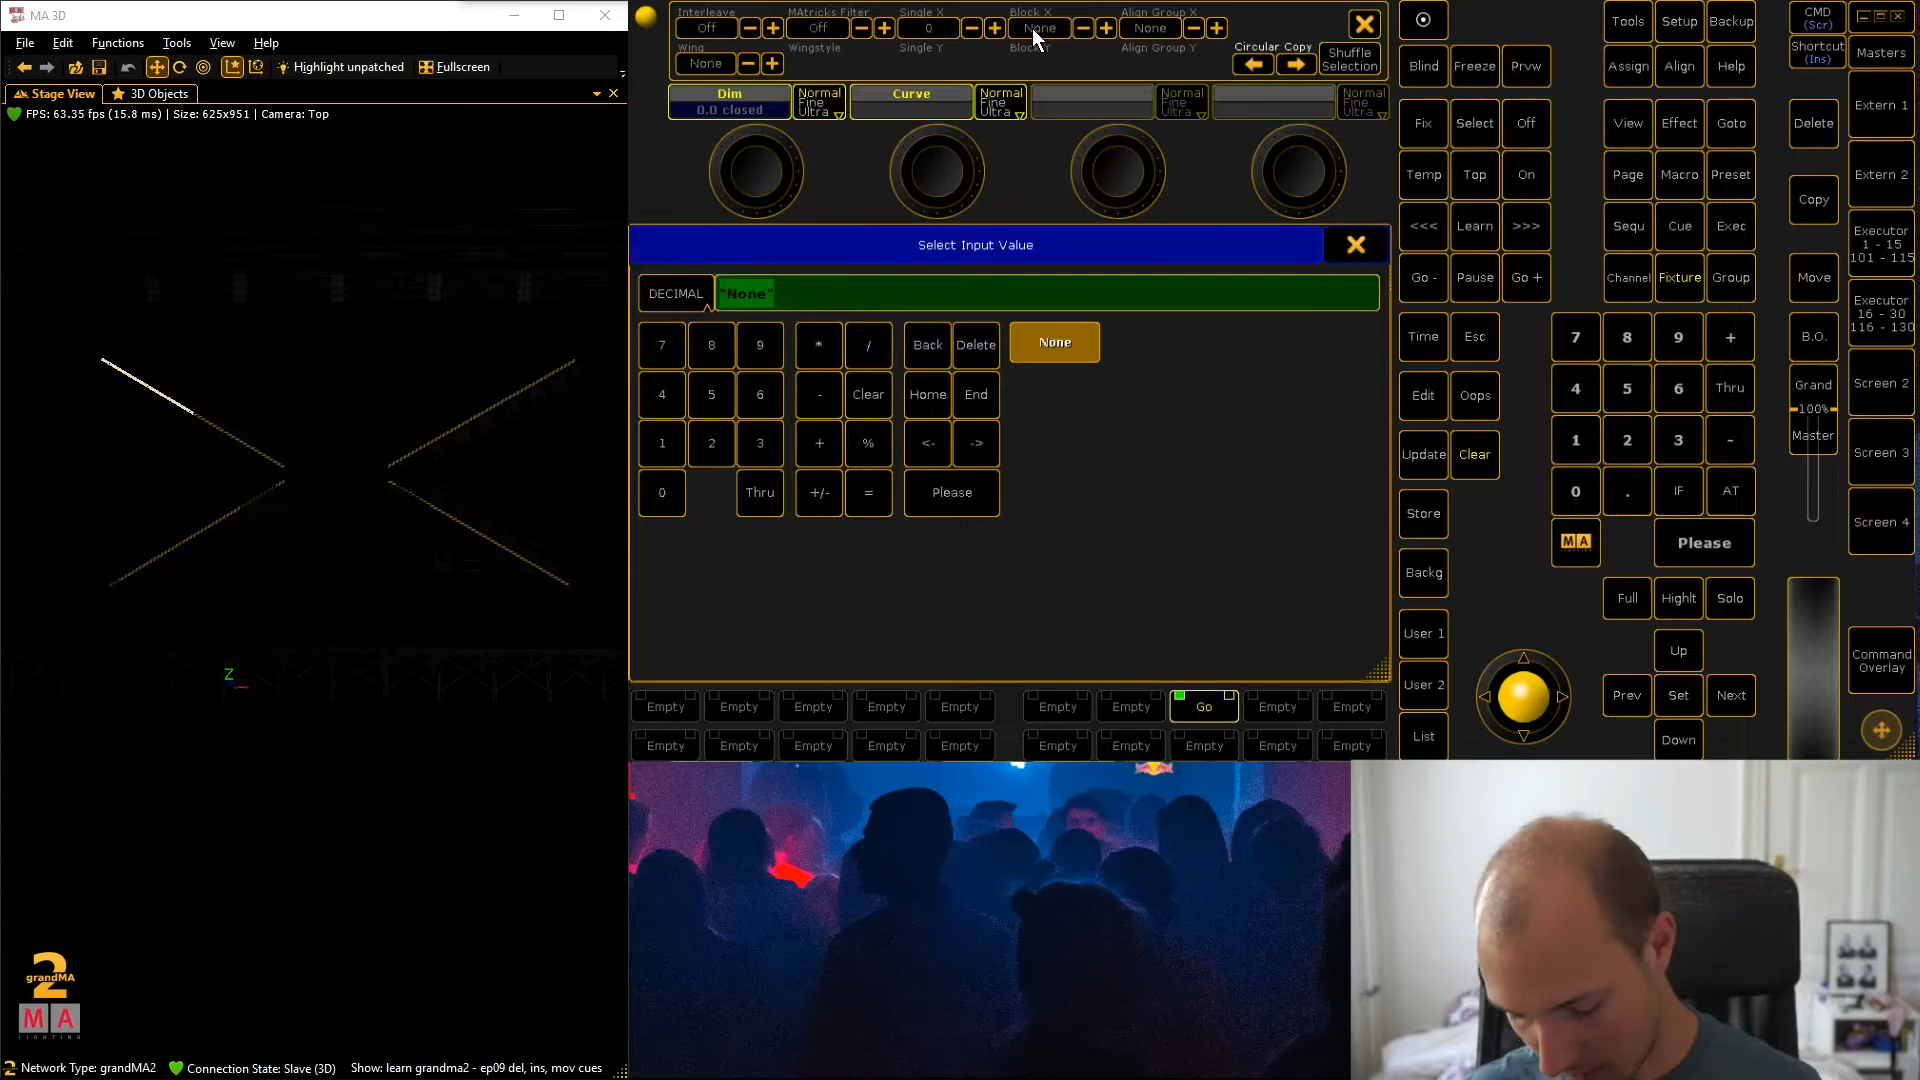 MA 3D
File Edit Functions Tools View Help
Highlight unpatched Fullscreen
Stage View 3D Objects
FPS: 63.35 fps (15.8 ms) | Size: 625x951 | Camera: Top
Z
2
grandMA
MA
LIGHTING
Network Type: grandMA2 Connection State: Slave (3D) Show: learn grandma2 - ep09 del, ins, mov cues
Interleave MAtricks Filter Single X Block X Align Group X
Off - + Off - + 0 - + None - + None - +
Wing Wingstyle Single Y Block Y Align Group Y Circular Copy
None - + Shuffle Selection
Dim
0.0 closed
Normal
Fine
Ultra
Curve
Normal
Fine
Ultra
Normal
Fine
Ultra
Normal
Fine
Ultra
Select Input Value
DECIMAL "None"
7 8 9 * / Back Delete None
4 5 6 - Clear Home End
1 2 3 + % <- ->
0 Thru +/- = Please
Empty Empty Empty Empty Empty Empty Empty Go Empty Empty
Empty Empty Empty Empty Empty Empty Empty Empty Empty Empty
Tools Setup Backup
Blind Freeze Prvw Assign Align Help
Fix Select Off View Effect Goto
Temp Top On Page Macro Preset
<<< Learn >>> Sequ Cue Exec
Go - Pause Go + Channel Fixture Group
Time Esc 7 8 9 +
Edit Oops 4 5 6 Thru
Update Clear 1 2 3 -
Store 0 . IF AT
MA Please
Backg
Full Highlt Solo
User 1
Up
User 2
Prev Set Next
List
Down
CMD
(Scr)
Shortcut
(Ins)
Delete
Copy
Move
B.O.
Grand
100%
Master
Masters
Extern 1
Extern 2
Executor
1 - 15
101 - 115
Executor
16 - 30
116 - 130
Screen 2
Screen 3
Screen 4
Command
Overlay